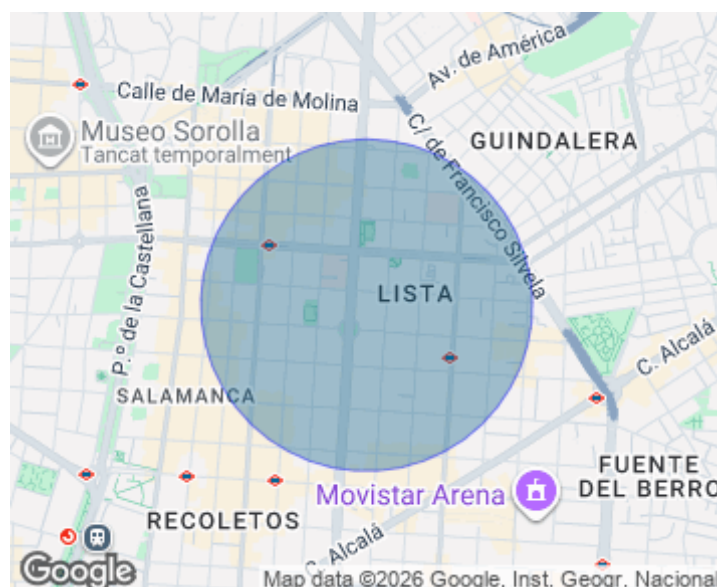 Av. de América
Calle de María de Molina
Museo Sorolla
Tancat temporalment
GUINDALERA
C/ de Francisco Silvela
P.º de la Castellana
LISTA
SALAMANCA
C. Alcalá
FUENTE
DEL BERRO
Movistar Arena
RECOLETOS
C. Alcalá
Google
Map data ©2026 Google, Inst. Geogr. Nacional